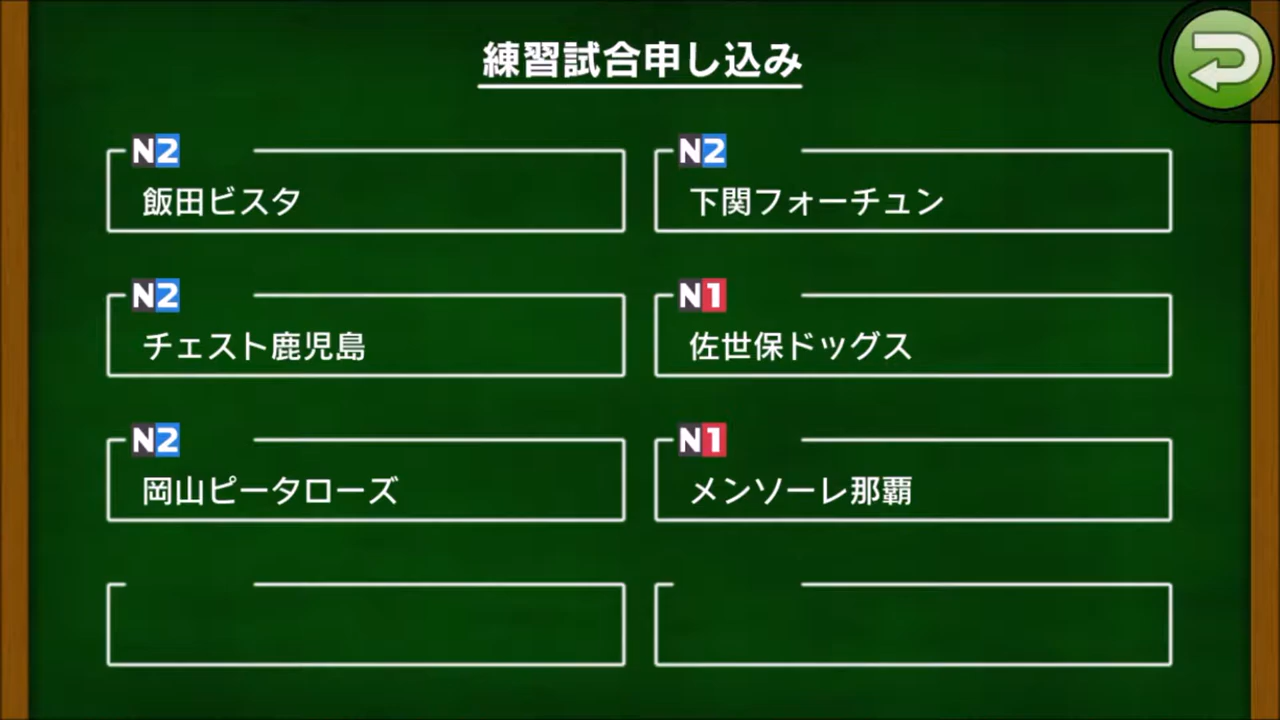 練習試合申し込み
N2
飯田ビスタ
N2
下関フォーチュン
N2
チェスト鹿児島
N1
佐世保ドッグス
N2
岡山ピータローズ
N1
メンソーレ那覇